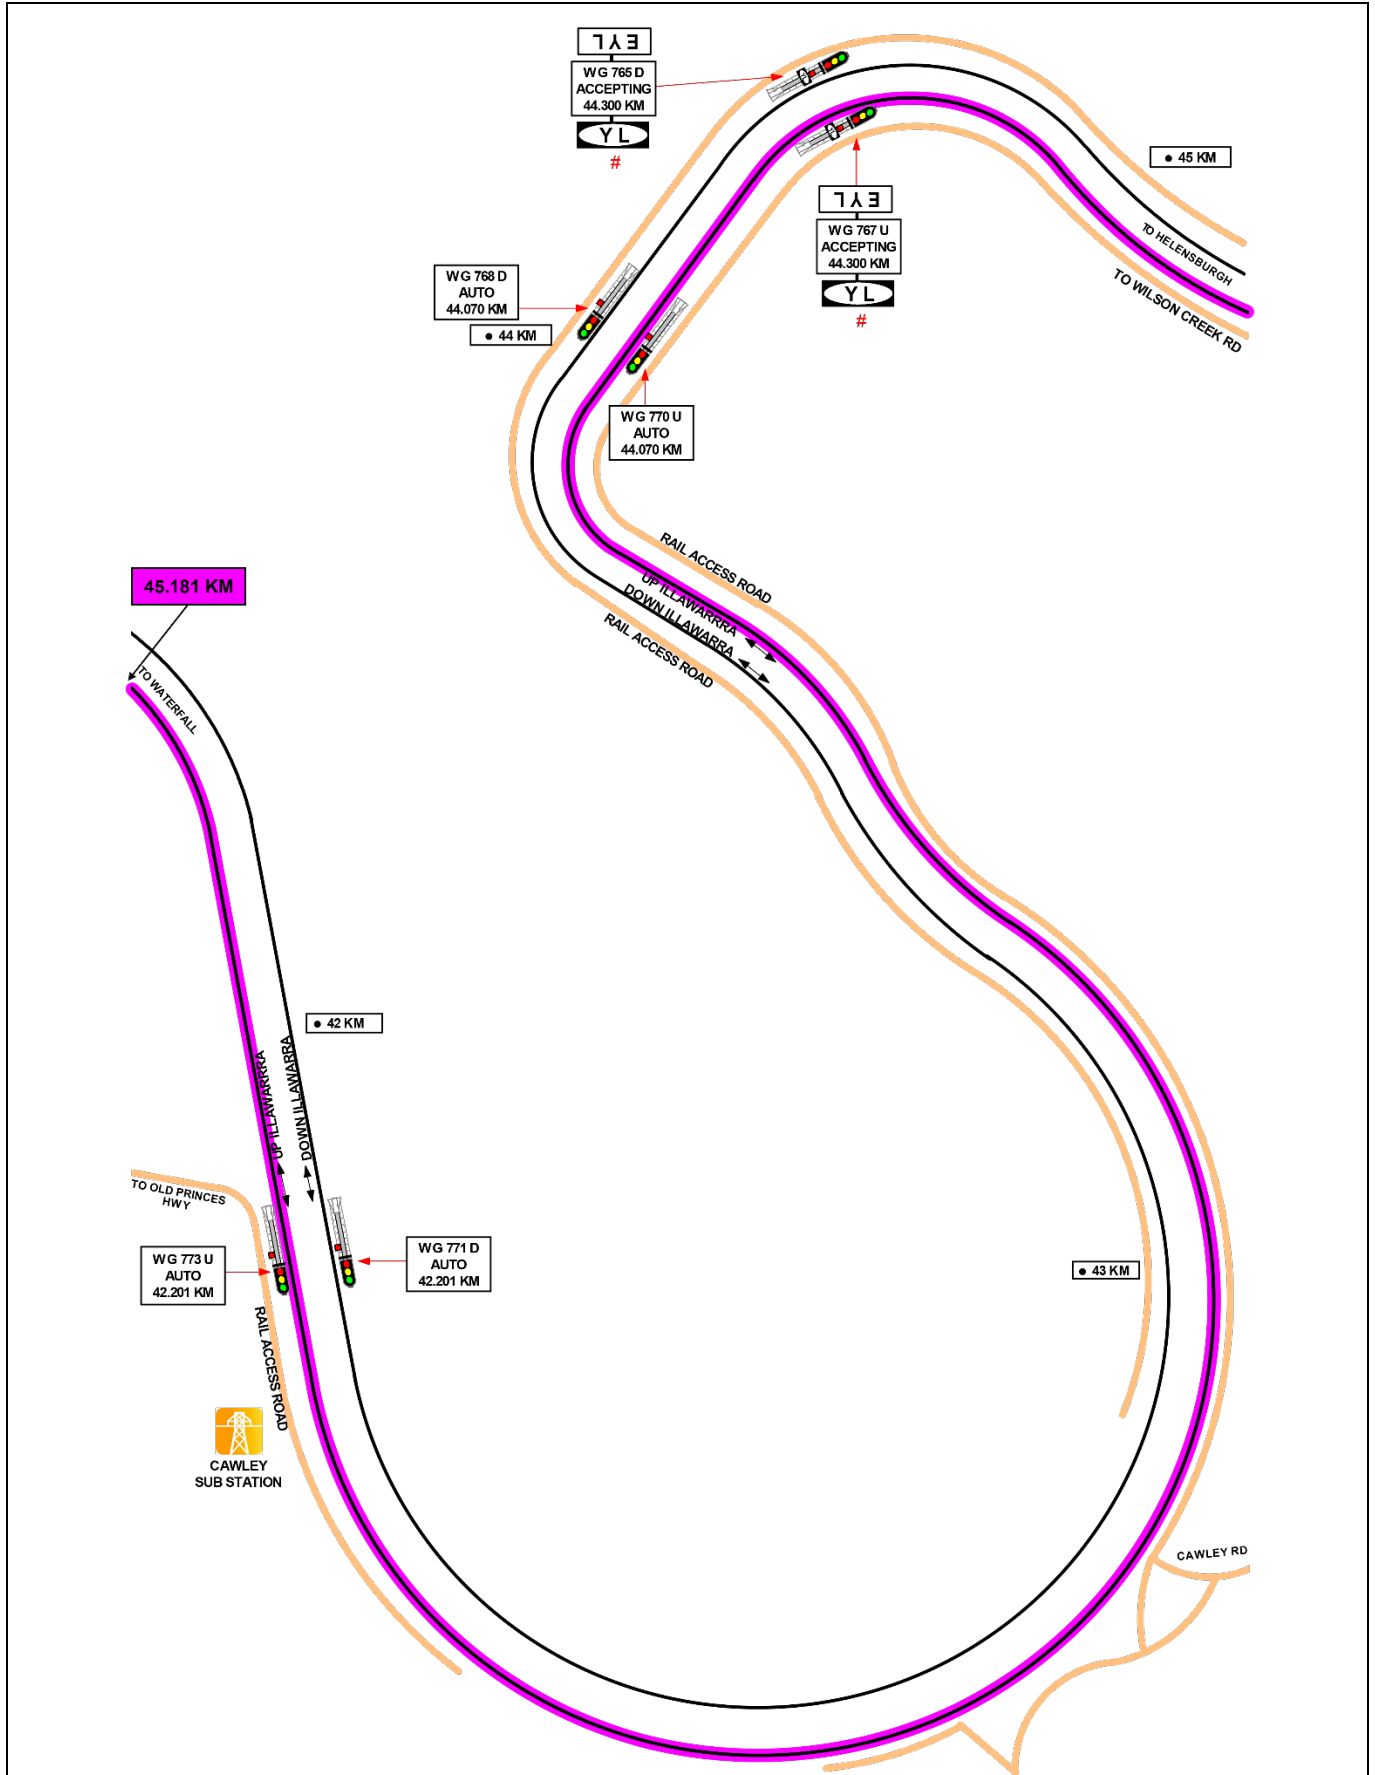 EYL
WG 765 D
ACCEPTING
44.300 KM
YL
#
45 KM
EYL
WG 767 U
ACCEPTING
44.300 KM
YL
#
TO HELENSBURGH
TO WILSON CREEK RD
WG 768 D
AUTO
44.070 KM
44 KM
WG 770 U
AUTO
44.070 KM
RAIL ACCESS ROAD
UP ILLAWARRRA
DOWN ILLAWARRA
RAIL ACCESS ROAD
45.181 KM
TO WATERFALL
42 KM
UP ILLAWARRRA
DOWN ILLAWARRA
TO OLD PRINCES
HWY
WG 773 U
AUTO
42.201 KM
WG 771 D
AUTO
42.201 KM
43 KM
RAIL ACCESS ROAD
CAWLEY
SUB STATION
CAWLEY RD